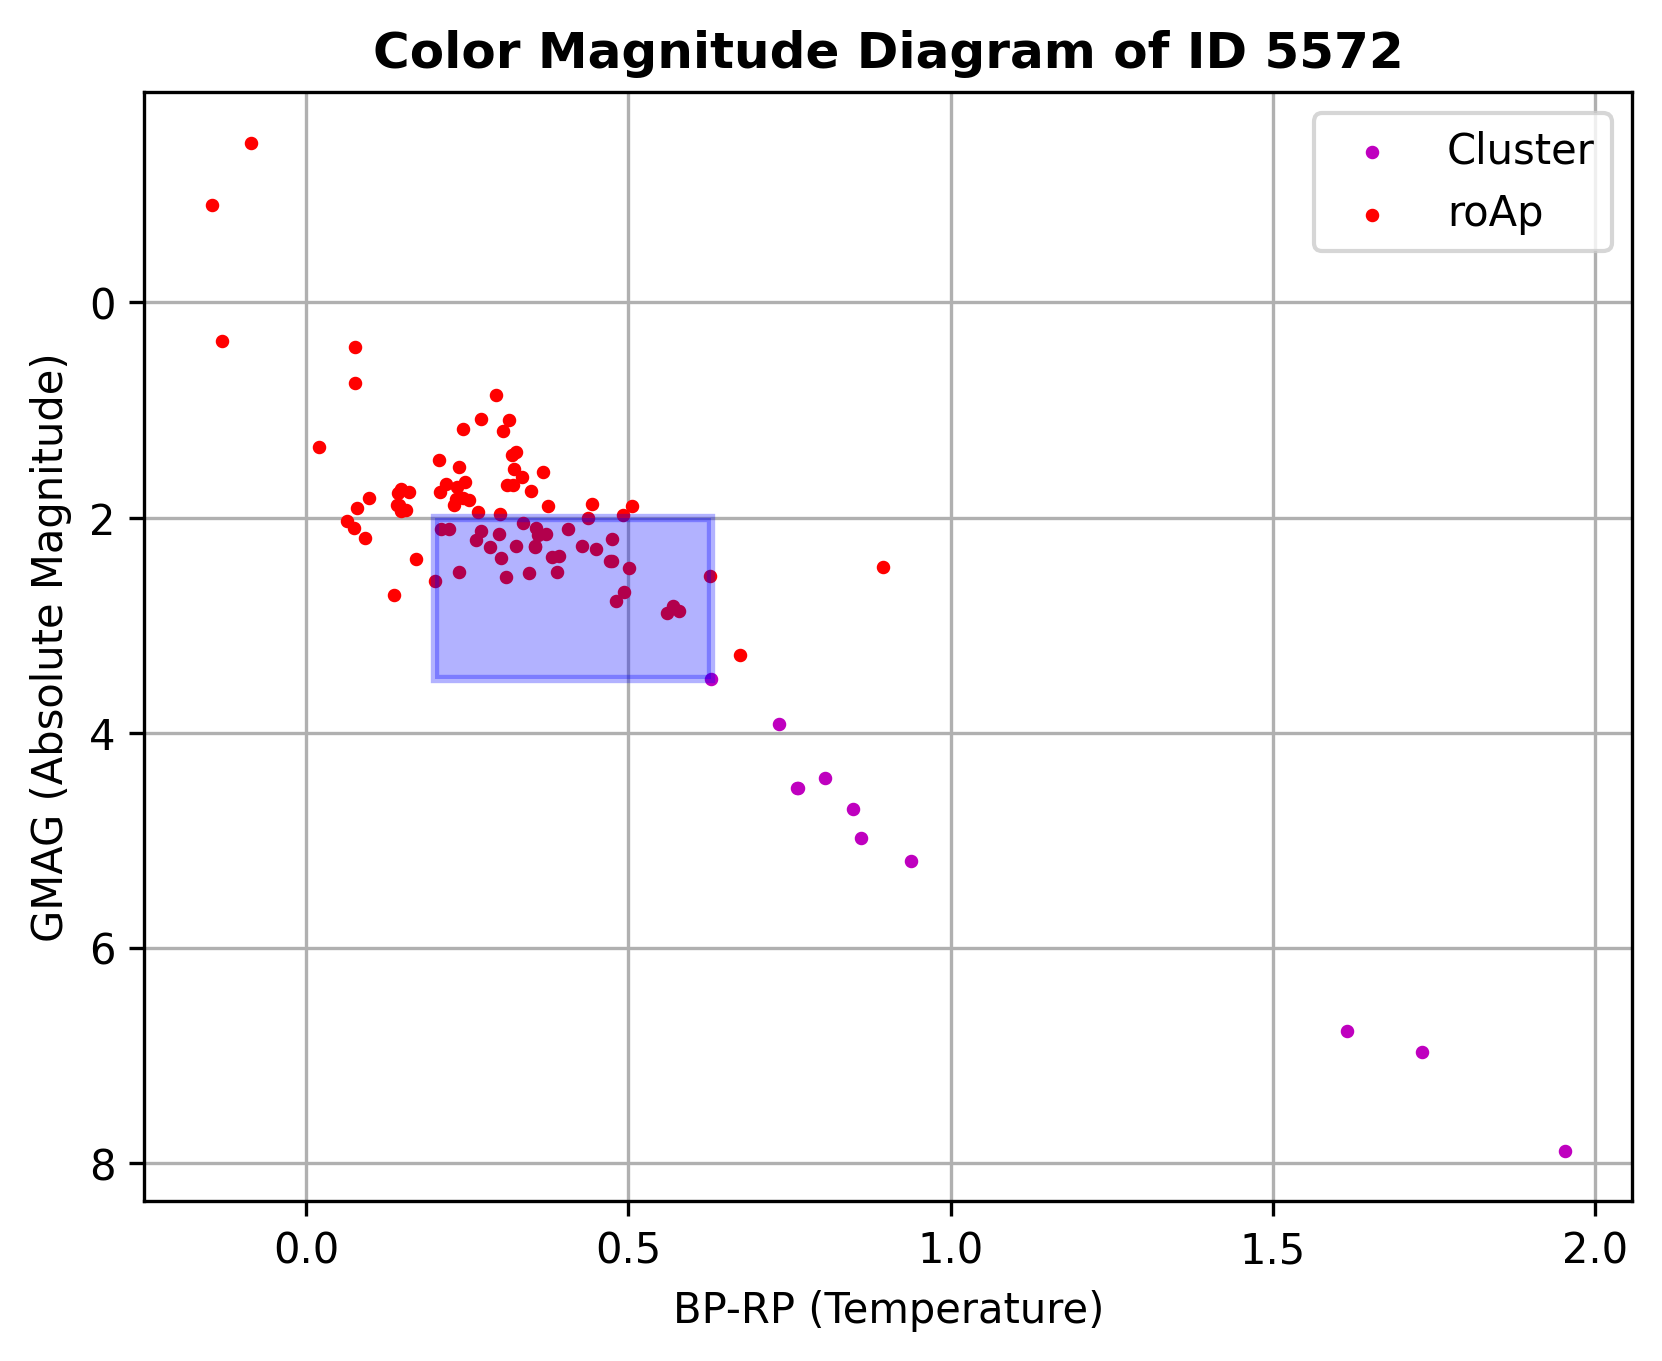 Color Magnitude Diagram of ID 5572
Cluster
roAp
GMAG (Absolute Magnitude)
0
2
4
6
8
0.0 0.5 1.0 1.5 2.0
BP-RP (Temperature)